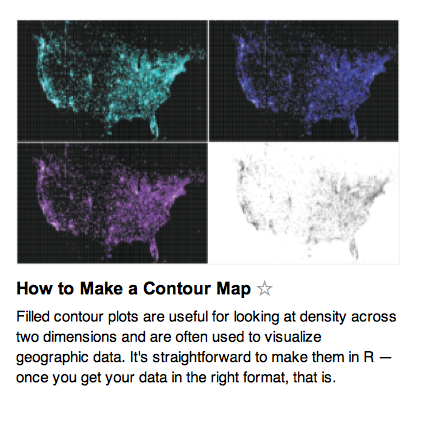 How to Make a Contour Map ☆
Filled contour plots are useful for looking at density across
two dimensions and are often used to visualize
geographic data. It's straightforward to make them in R —
once you get your data in the right format, that is.